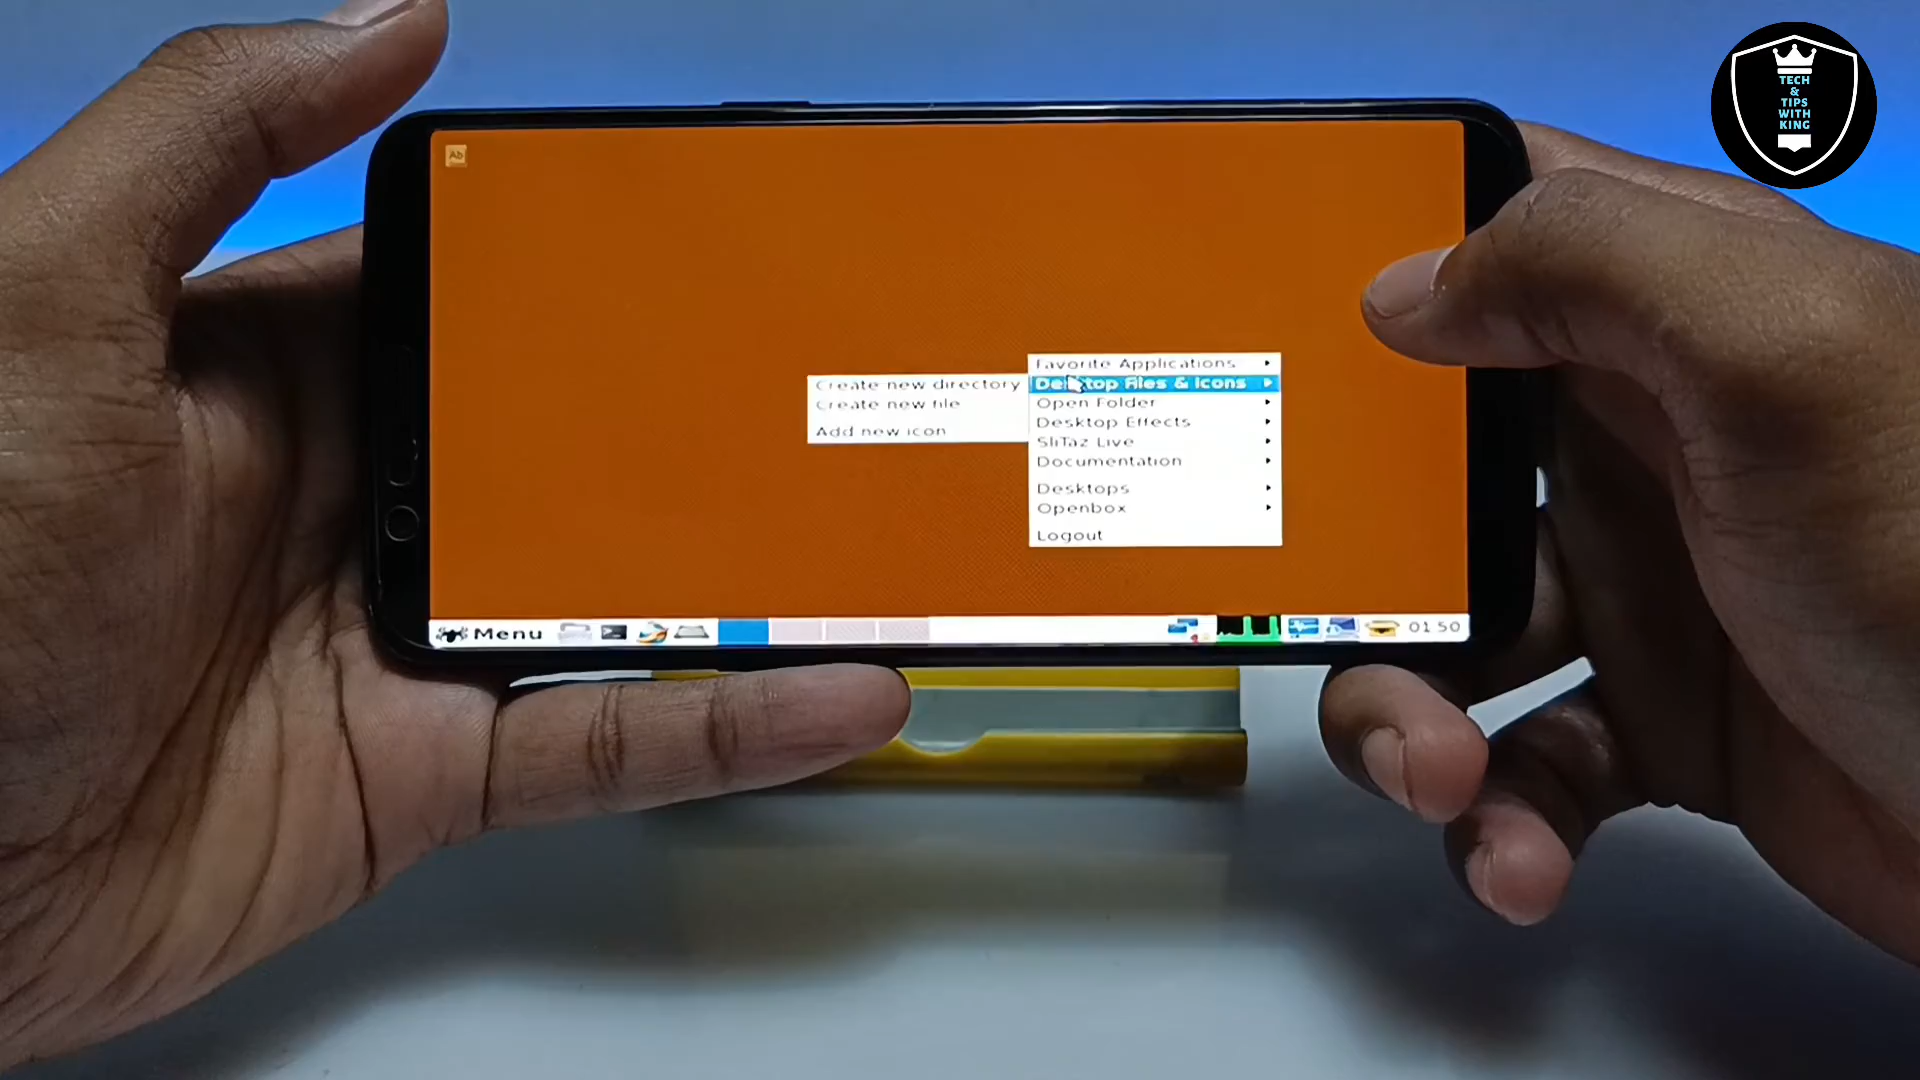 TECH
&
TIPS
WITH
KING
Ab
Favorite Applications
Create new directory
Desktop Files & Icons
Create new file
Open Folder
Add new icon
Desktop Effects
SliTaz Live
Documentation
Desktops
Openbox
Logout
Menu
01:50